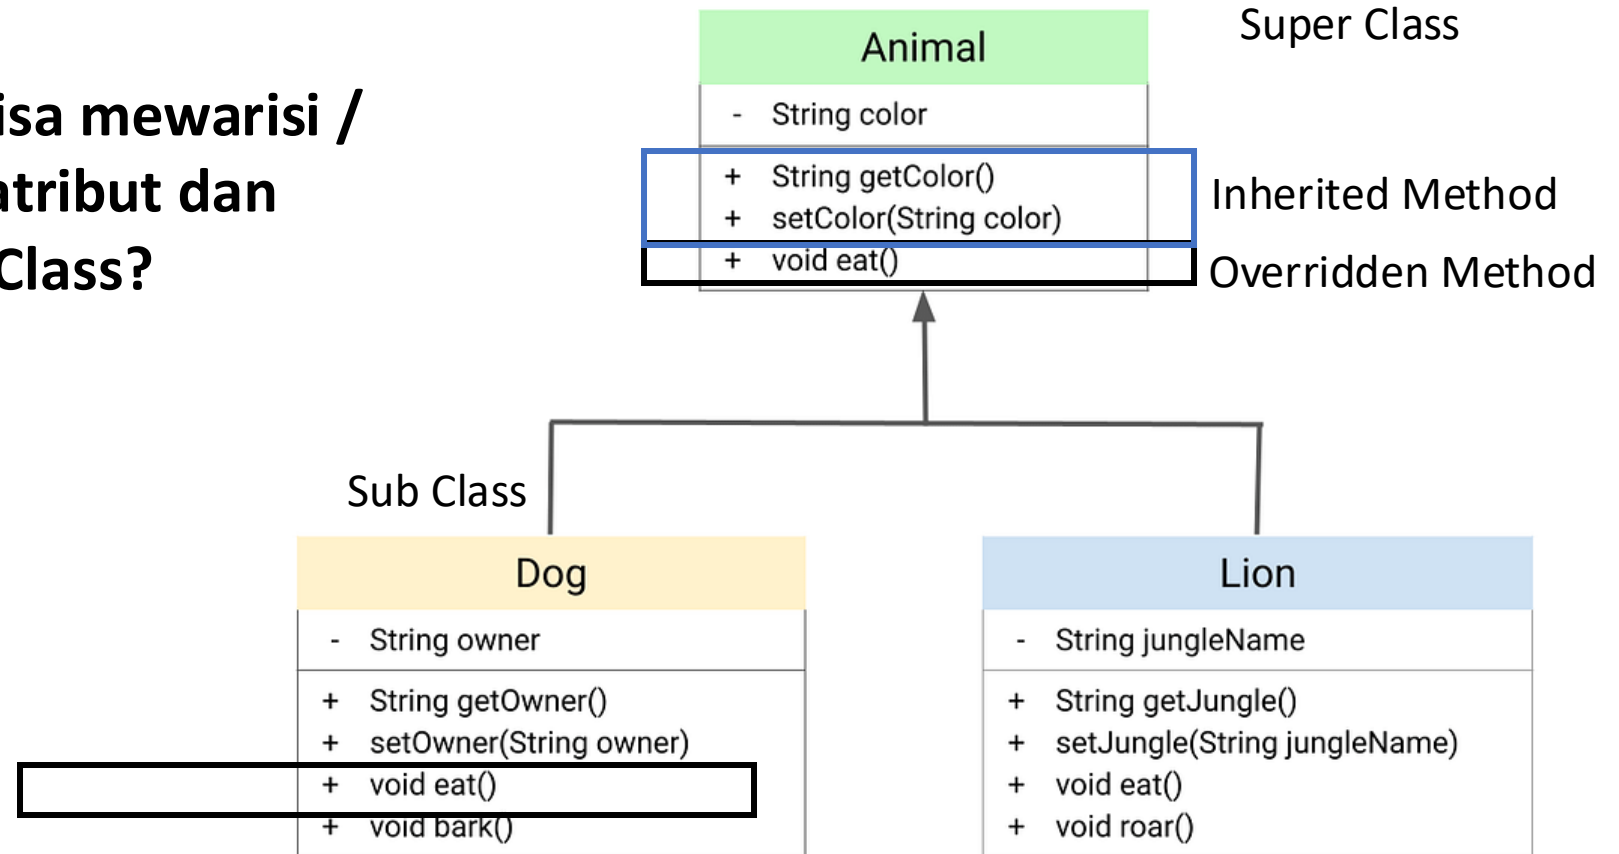 Super Class
Animal
- String color
+ String getColor()
+ setColor(String color)
+ void eat()
Inherited Method
Overridden Method
mewarisi /
dan
Class?
Sub Class
Dog
- String owner
+ String getOwner()
+ setOwner(String owner)
+ void eat()
+ void bark()
Lion
- String jungleName
+ String getJungle()
+ setJungle(String jungleName)
+ void eat()
+ void roar()